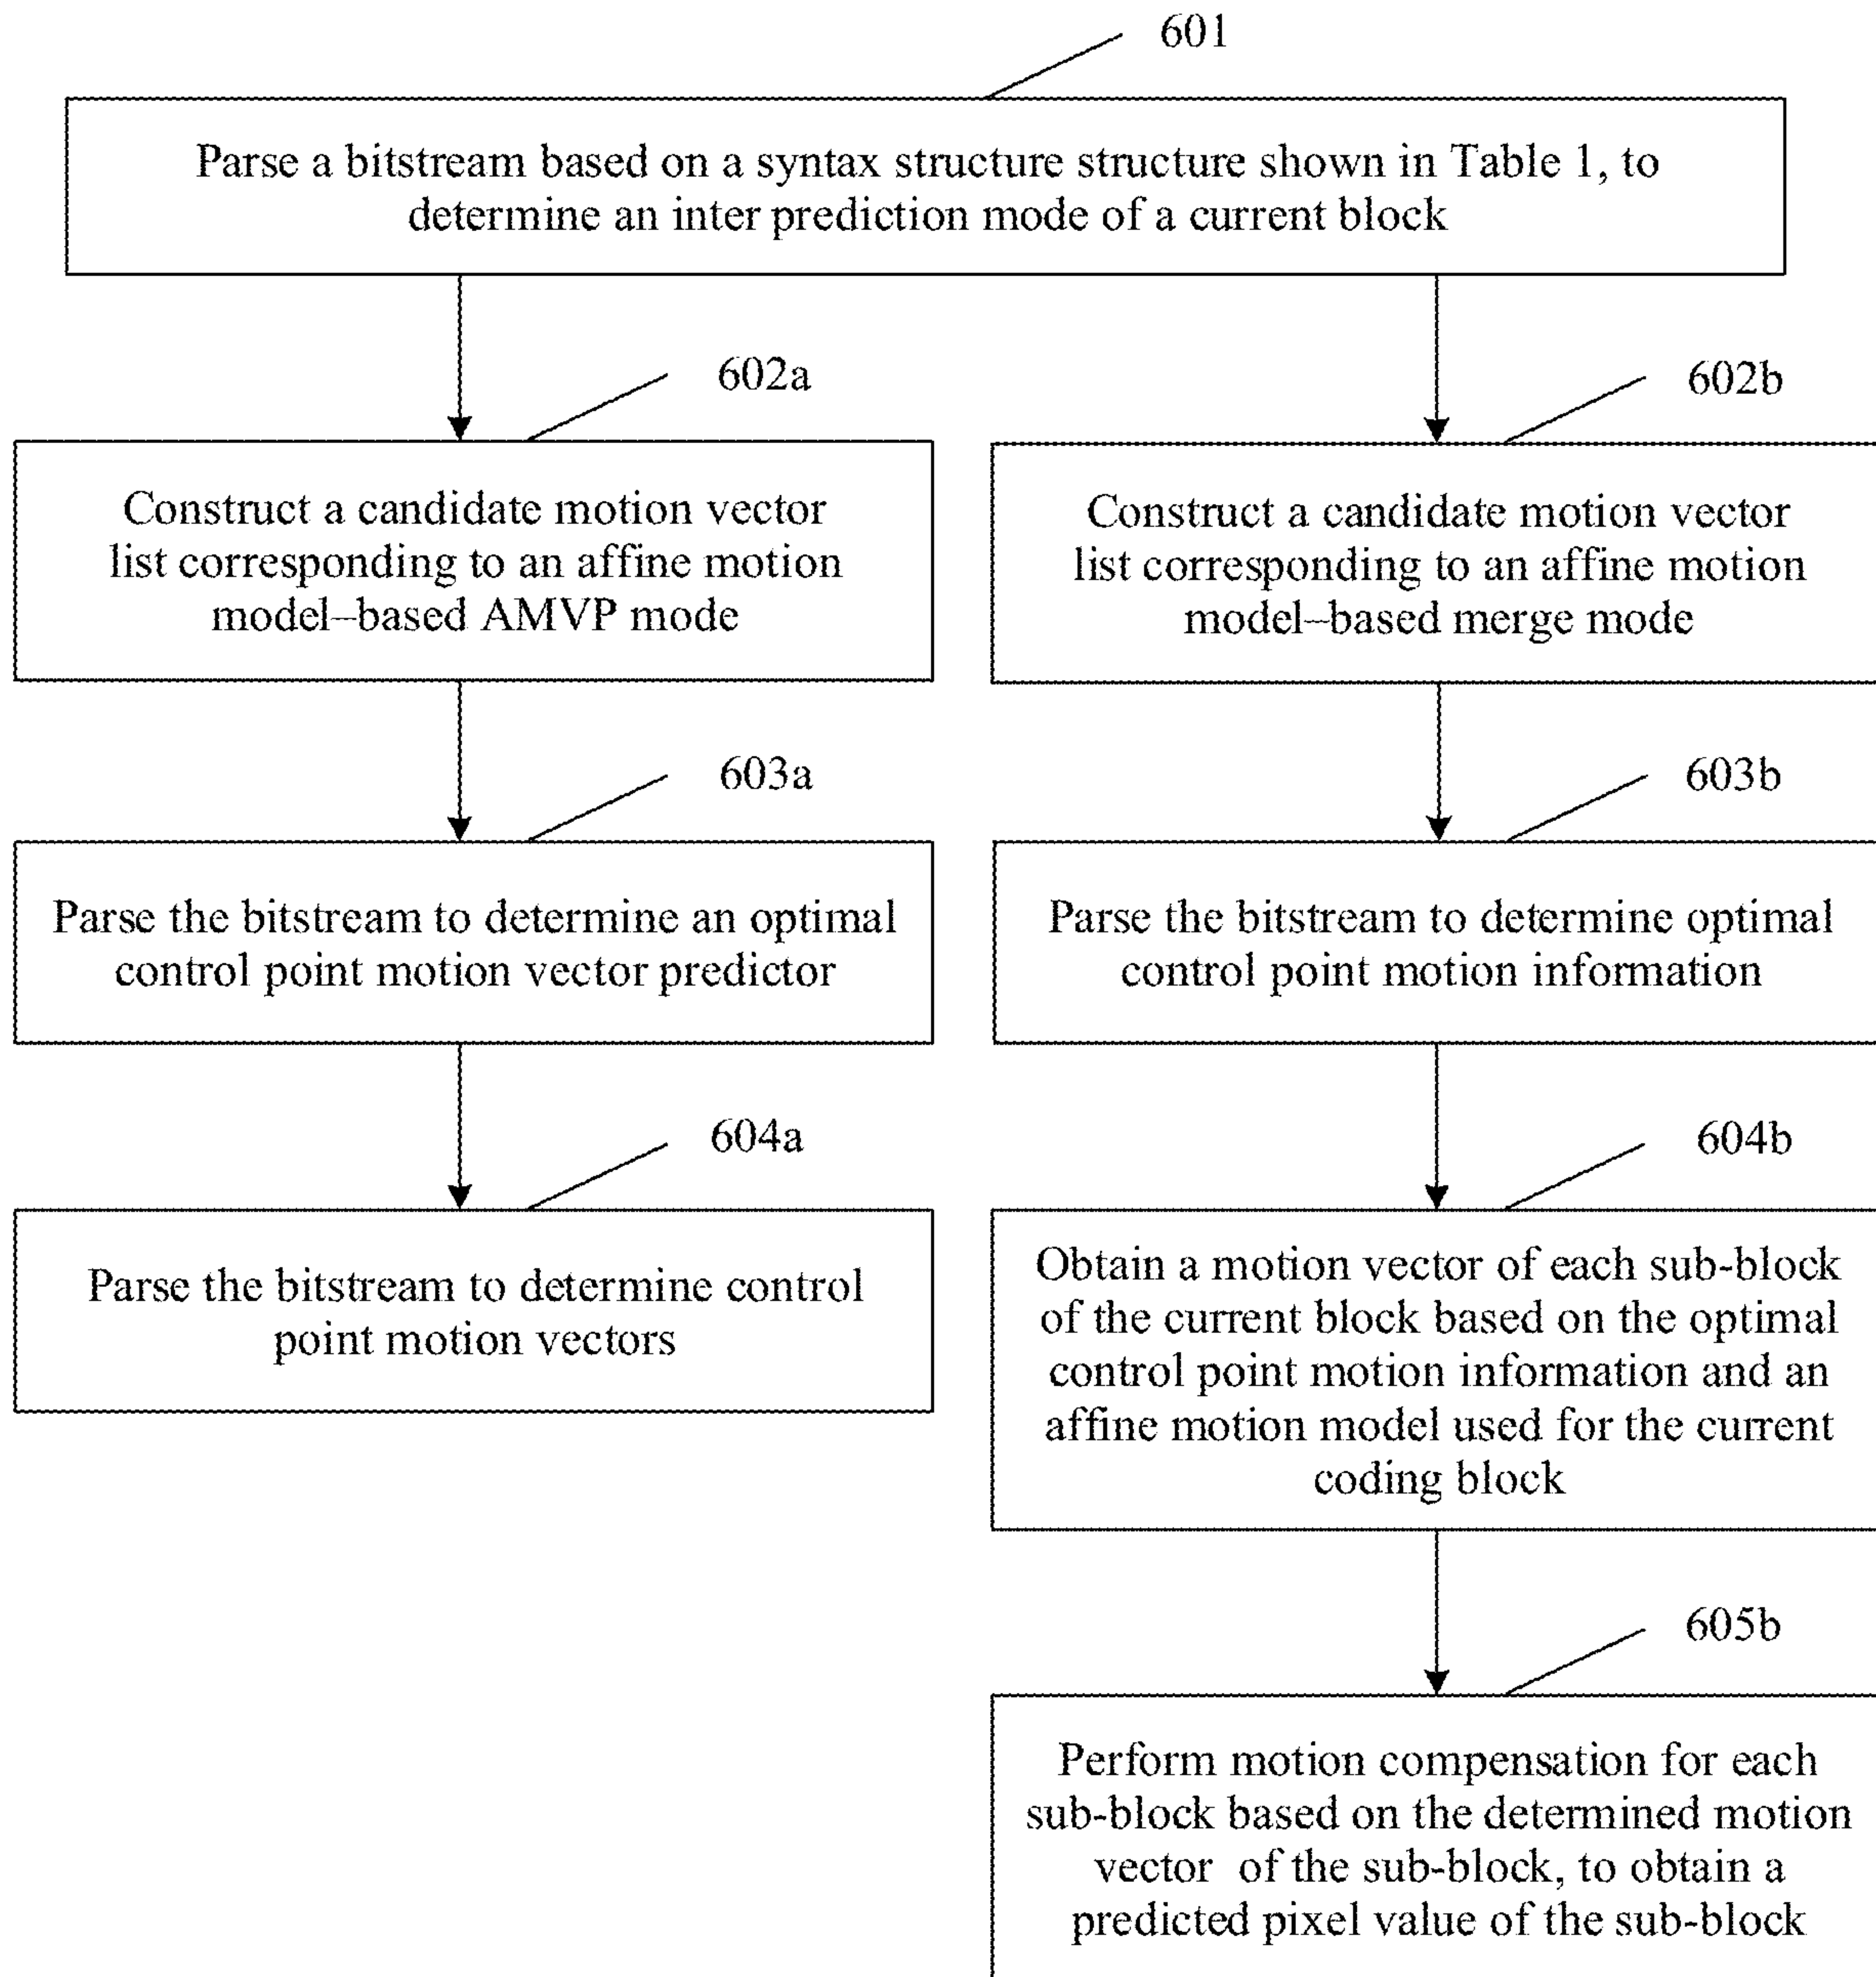 601
Parse a bitstream based on a syntax structure structure shown in Table 1, to
determine an inter prediction mode of a current block
602a
Construct a candidate motion vector
list corresponding to an affine motion
model–based AMVP mode
602b
Construct a candidate motion vector
list corresponding to an affine motion
model–based merge mode
603a
Parse the bitstream to determine an optimal
control point motion vector predictor
603b
Parse the bitstream to determine optimal
control point motion information
604a
Parse the bitstream to determine control
point motion vectors
604b
Obtain a motion vector of each sub-block
of the current block based on the optimal
control point motion information and an
affine motion model used for the current
coding block
605b
Perform motion compensation for each
sub-block based on the determined motion
vector of the sub-block, to obtain a
predicted pixel value of the sub-block